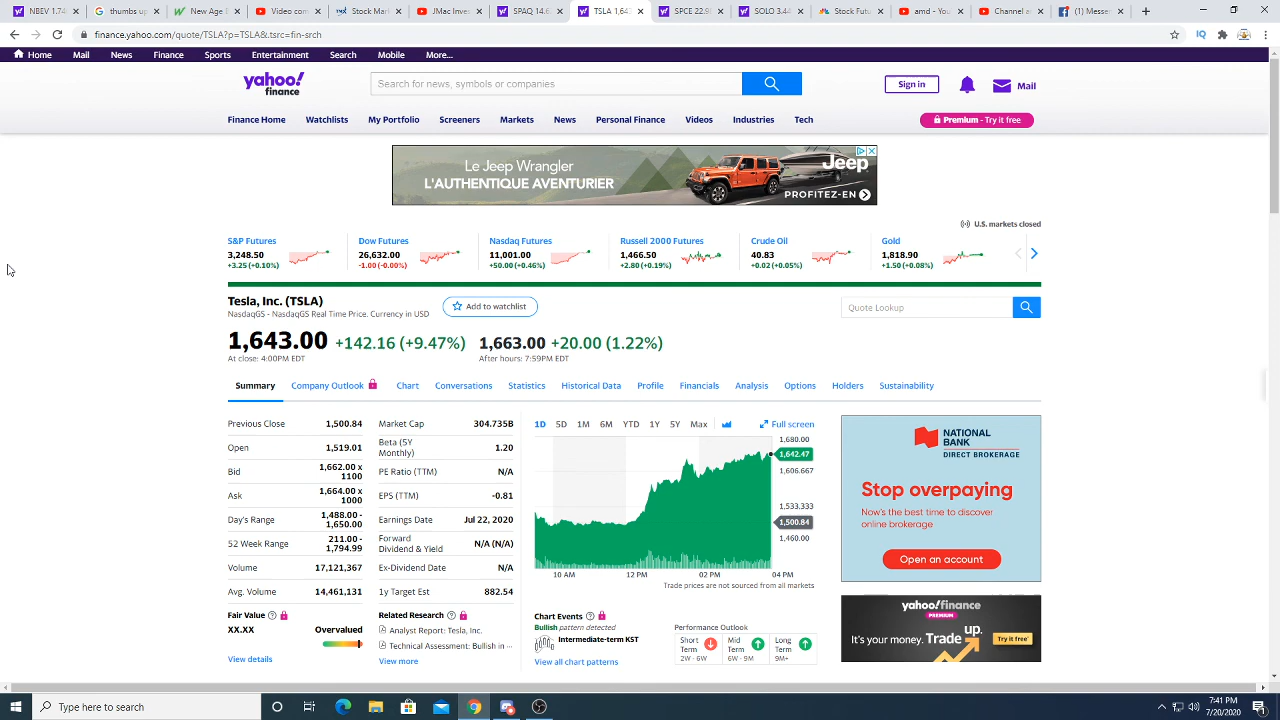 NBEV 1.74
thumbs up
New Age
Stock Mar
JMac Inves
SPAQ 14.6
TSLA 1,643
SPCE 22.9
SOLO 3.44
Stock Futu
YouTube
Channel an
(1) Messen
finance.yahoo.com/quote/TSLA?p=TSLA&.tsrc=fin-srch
Home Mail News Finance Sports Entertainment Search Mobile More...
yahoo! finance
Search for news, symbols or companies
Sign in
Mail
Finance Home Watchlists My Portfolio Screeners Markets News Personal Finance Videos Industries Tech
Premium - Try it free
Le Jeep Wrangler
L'AUTHENTIQUE AVENTURIER
Jeep
PROFITEZ-EN
U.S. markets closed
S&P Futures
3,248.50
+3.25 (+0.10%)
Dow Futures
26,632.00
-1.00 (-0.00%)
Nasdaq Futures
11,001.00
+50.00 (+0.46%)
Russell 2000 Futures
1,466.50
+2.80 (+0.19%)
Crude Oil
40.83
+0.02 (+0.05%)
Gold
1,818.90
+1.50 (+0.08%)
Tesla, Inc. (TSLA)
NasdaqGS - NasdaqGS Real Time Price. Currency in USD
Add to watchlist
Quote Lookup
1,643.00 +142.16 (+9.47%)
At close: 4:00PM EDT
1,663.00 +20.00 (1.22%)
After hours: 7:59PM EDT
Summary Company Outlook Chart Conversations Statistics Historical Data Profile Financials Analysis Options Holders Sustainability
Previous Close 1,500.84
Open 1,519.01
Bid 1,662.00 x
1100
Ask 1,664.00 x
1000
Day's Range 1,488.00 -
1,650.00
52 Week Range 211.00 -
1,794.99
Volume 17,121,367
Avg. Volume 14,461,131
Market Cap 304.735B
Beta (5Y
Monthly) 1.20
PE Ratio (TTM) N/A
EPS (TTM) -0.81
Earnings Date Jul 22, 2020
Forward
Dividend & Yield N/A (N/A)
Ex-Dividend Date N/A
1y Target Est 882.54
Fair Value
XX.XX Overvalued
View details
Related Research
Analyst Report: Tesla, Inc.
Technical Assessment: Bullish in ...
View more
1D 5D 1M 6M YTD 1Y 5Y Max
Full screen
1,680.00
1,642.47
1,606.667
1,533.333
1,500.84
1,460.00
10 AM 12 PM 02 PM 04 PM
Trade prices are not sourced from all markets
Chart Events
Bullish pattern detected
Intermediate-term KST
View all chart patterns
Performance Outlook
Short
Term
2W - 6W
Mid
Term
6W - 9M
Long
Term
9M+
NATIONAL
BANK
DIRECT BROKERAGE
Stop overpaying
Now's the best time to discover
online brokerage
Open an account
yahoo!finance
PREMIUM
It's your money. Trade up.
Try it free
Type here to search
7:41 PM
7/20/2020